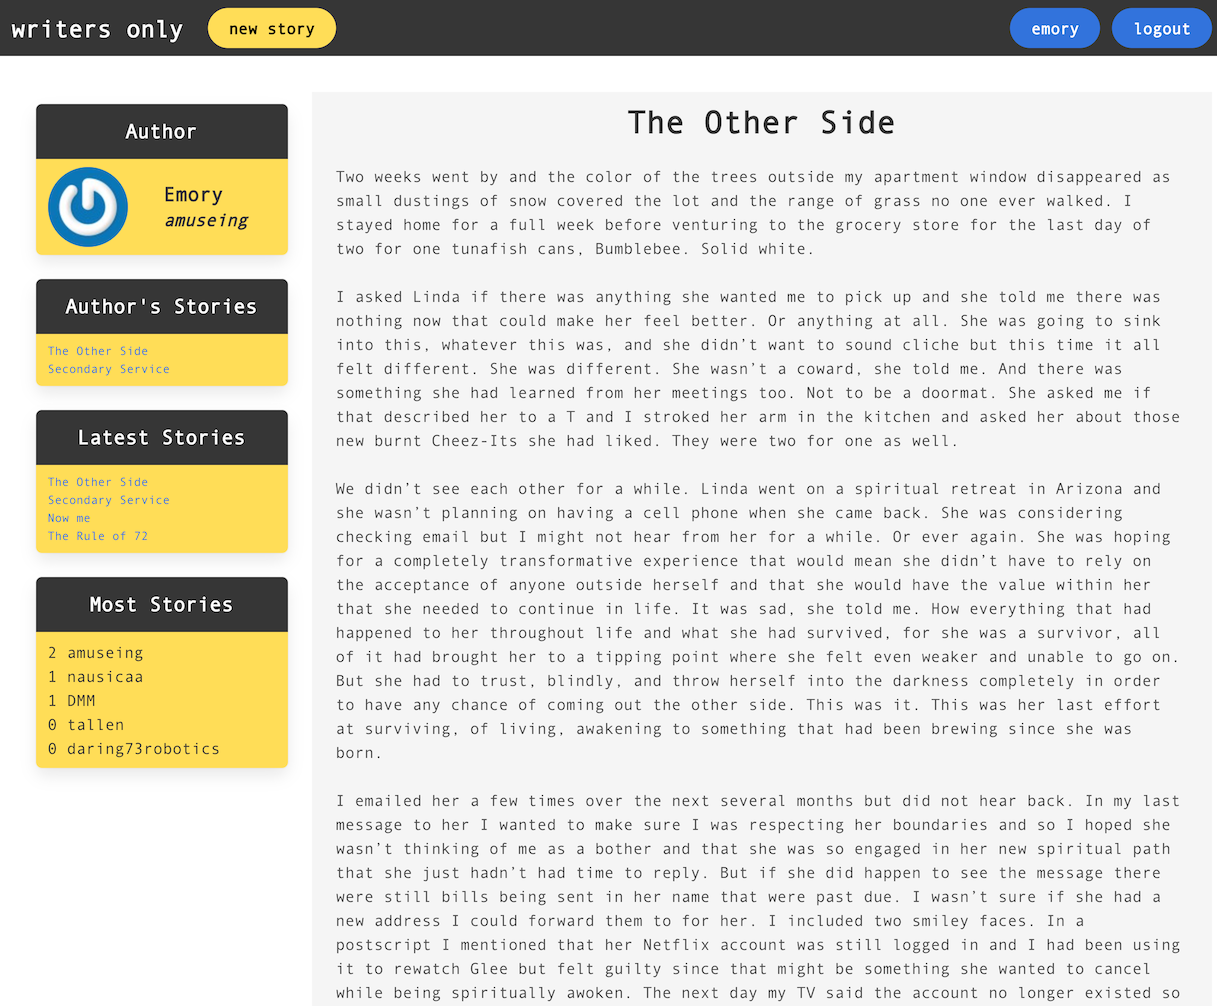 writers only
new story
emory
logout
Author
Emory
amuseing
Author's Stories
The Other Side
Secondary Service
Latest Stories
The Other Side
Secondary Service
Now me
The Rule of 72
Most Stories
2 amuseing
1 nausicaa
1 DMM
0 tallen
0 daring73robotics
The Other Side
Two weeks went by and the color of the trees outside my apartment window disappeared as
small dustings of snow covered the lot and the range of grass no one ever walked. I
stayed home for a full week before venturing to the grocery store for the last day of
two for one tunafish cans, Bumblebee. Solid white.
I asked Linda if there was anything she wanted me to pick up and she told me there was
nothing now that could make her feel better. Or anything at all. She was going to sink
into this, whatever this was, and she didn’t want to sound cliche but this time it all
felt different. She was different. She wasn’t a coward, she told me. And there was
something she had learned from her meetings too. Not to be a doormat. She asked me if
that described her to a T and I stroked her arm in the kitchen and asked her about those
new burnt Cheez-Its she had liked. They were two for one as well.
We didn’t see each other for a while. Linda went on a spiritual retreat in Arizona and
she wasn’t planning on having a cell phone when she came back. She was considering
checking email but I might not hear from her for a while. Or ever again. She was hoping
for a completely transformative experience that would mean she didn’t have to rely on
the acceptance of anyone outside herself and that she would have the value within her
that she needed to continue in life. It was sad, she told me. How everything that had
happened to her throughout life and what she had survived, for she was a survivor, all
of it had brought her to a tipping point where she felt even weaker and unable to go on.
But she had to trust, blindly, and throw herself into the darkness completely in order
to have any chance of coming out the other side. This was it. This was her last effort
at surviving, of living, awakening to something that had been brewing since she was
born.
I emailed her a few times over the next several months but did not hear back. In my last
message to her I wanted to make sure I was respecting her boundaries and so I hoped she
wasn’t thinking of me as a bother and that she was so engaged in her new spiritual path
that she just hadn’t had time to reply. But if she did happen to see the message there
were still bills being sent in her name that were past due. I wasn’t sure if she had a
new address I could forward them to for her. I included two smiley faces. In a
postscript I mentioned that her Netflix account was still logged in and I had been using
it to rewatch Glee but felt guilty since that might be something she wanted to cancel
while being spiritually awoken. The next day my TV said the account no longer existed so